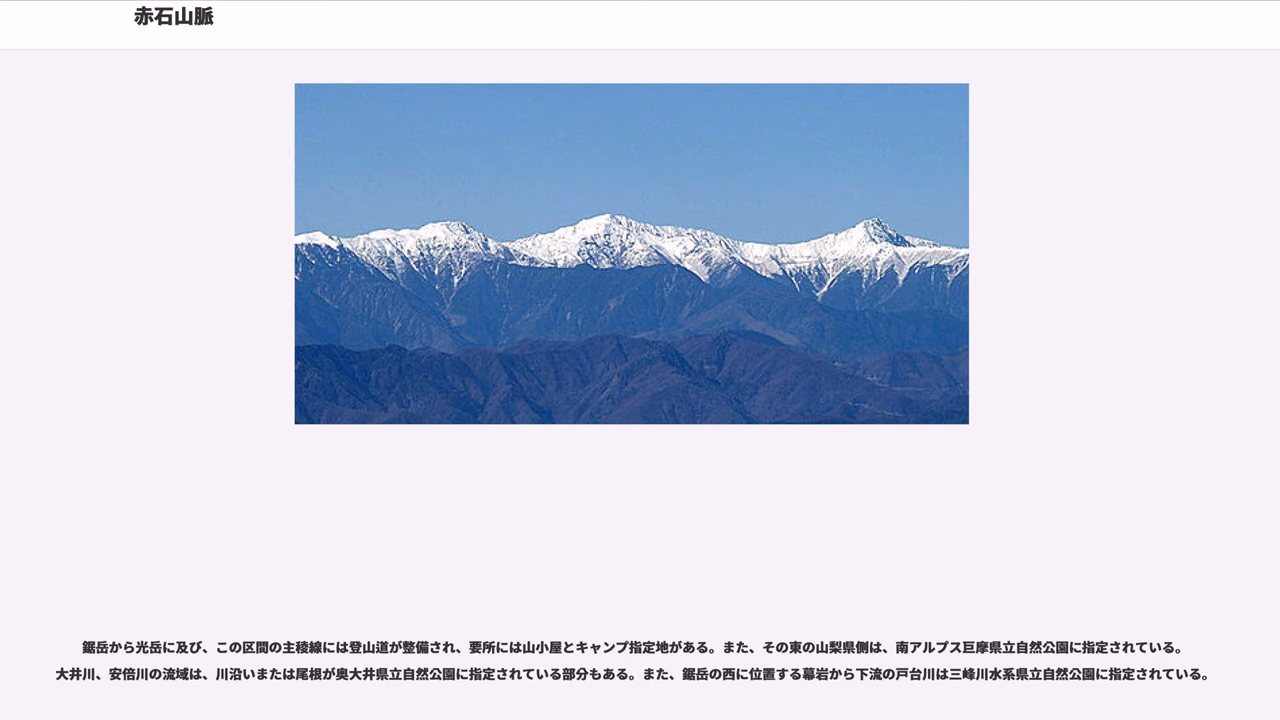 赤石山脈
鋸岳から光岳に及び、この区間の主稜線には登山道が整備され、要所には山小屋とキャンプ指定地がある。また、その東の山梨県側は、南アルプス巨摩県立自然公園に指定されている。
大井川、安倍川の流域は、川沿いまたは尾根が奥大井県立自然公園に指定されている部分もある。また、鋸岳の西に位置する幕岩から下流の戸台川は三峰川水系県立自然公園に指定されている。